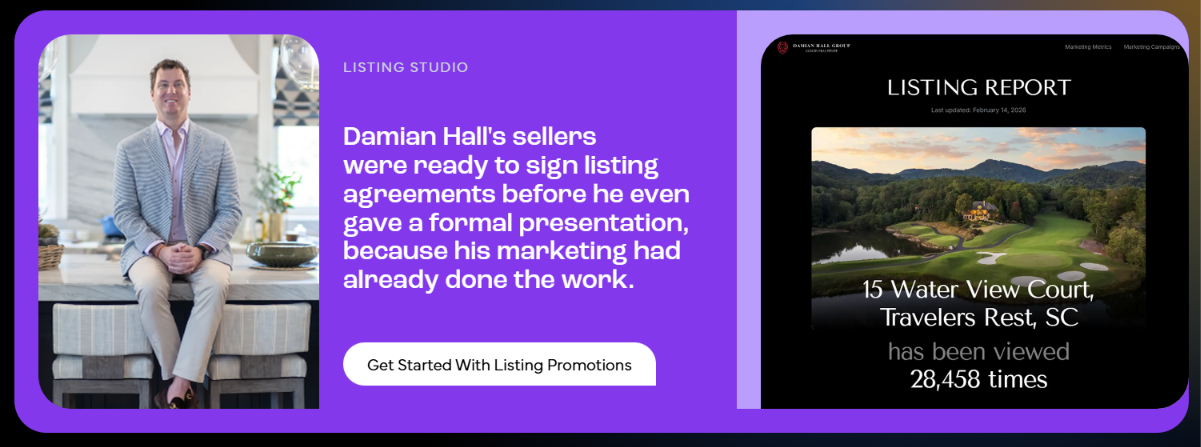 LISTING STUDIO
Damian Hall's sellers
were ready to sign listing
agreements before he even
gave a formal presentation,
because his marketing had
already done the work.
Get Started With Listing Promotions
DAMIAN HALL GROUP
Marketing Metrics
Marketing Campaigns
LISTING REPORT
Last updated: February 14, 2026
15 Water View Court,
Travelers Rest, SC
has been viewed
28,458 times